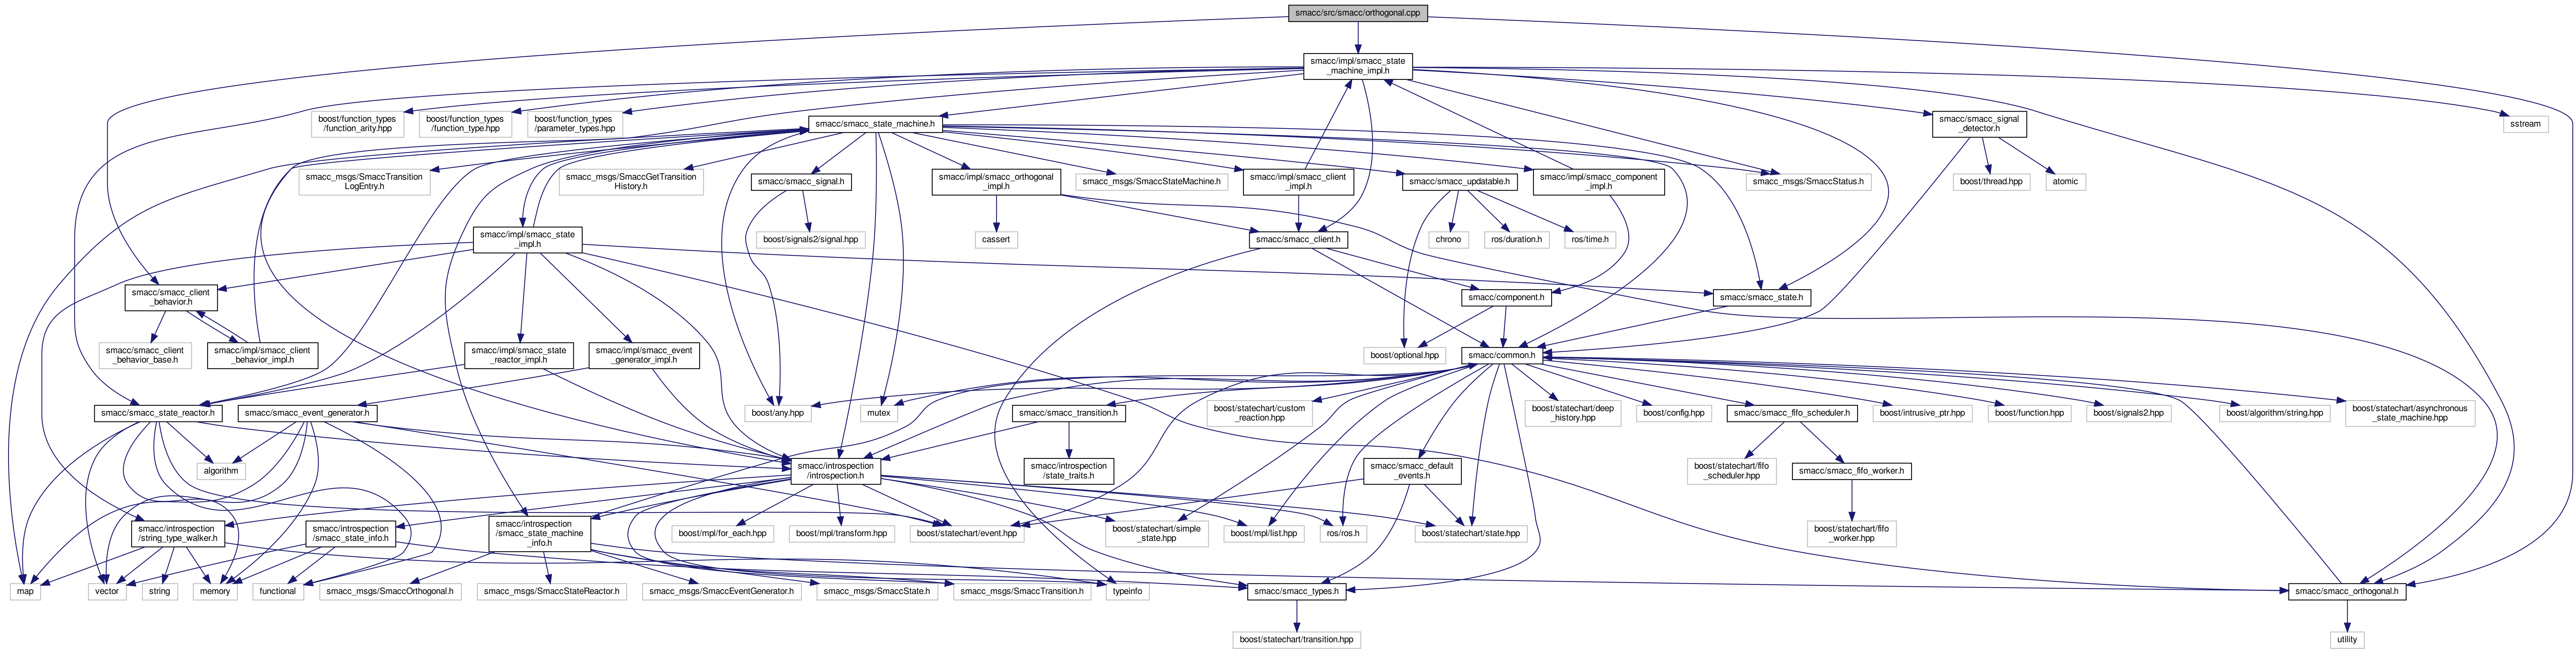 smacc/src/smacc/orthogonal.cpp
smacc/impl/smacc_state
_machine_impl.h
boost/function_types
/function_arity.hpp
boost/function_types
/function_type.hpp
boost/function_types
/parameter_types.hpp
smacc/smacc_state_machine.h
smacc/smacc_signal
_detector.h
sstream
smacc_msgs/SmaccTransition
LogEntry.h
smacc_msgs/SmaccGetTransition
History.h
smacc/smacc_signal.h
smacc/impl/smacc_orthogonal
_impl.h
smacc_msgs/SmaccStateMachine.h
smacc/impl/smacc_client
_impl.h
smacc/smacc_updatable.h
smacc/impl/smacc_component
_impl.h
smacc_msgs/SmaccStatus.h
boost/thread.hpp
atomic
smacc/impl/smacc_state
_impl.h
boost/signals2/signal.hpp
cassert
smacc/smacc_client.h
chrono
ros/duration.h
ros/time.h
smacc/smacc_client
_behavior.h
smacc/component.h
smacc/smacc_state.h
smacc/smacc_client
_behavior_base.h
smacc/impl/smacc_client
_behavior_impl.h
smacc/impl/smacc_state
_reactor_impl.h
smacc/impl/smacc_event
_generator_impl.h
boost/optional.hpp
smacc/common.h
smacc/smacc_state_reactor.h
smacc/smacc_event_generator.h
boost/any.hpp
mutex
smacc/smacc_transition.h
boost/statechart/custom
_reaction.hpp
boost/statechart/deep
_history.hpp
boost/config.hpp
smacc/smacc_fifo_scheduler.h
boost/intrusive_ptr.hpp
boost/function.hpp
boost/signals2.hpp
boost/algorithm/string.hpp
boost/statechart/asynchronous
_state_machine.hpp
algorithm
smacc/introspection
/introspection.h
smacc/introspection
/state_traits.h
smacc/smacc_default
_events.h
boost/statechart/fifo
_scheduler.hpp
smacc/smacc_fifo_worker.h
smacc/introspection
/string_type_walker.h
smacc/introspection
/smacc_state_info.h
smacc/introspection
/smacc_state_machine
_info.h
boost/mpl/for_each.hpp
boost/mpl/transform.hpp
boost/statechart/event.hpp
boost/statechart/simple
_state.hpp
boost/mpl/list.hpp
ros/ros.h
boost/statechart/state.hpp
boost/statechart/fifo
_worker.hpp
map
vector
string
memory
functional
smacc_msgs/SmaccOrthogonal.h
smacc_msgs/SmaccStateReactor.h
smacc_msgs/SmaccEventGenerator.h
smacc_msgs/SmaccState.h
smacc_msgs/SmaccTransition.h
typeinfo
smacc/smacc_types.h
smacc/smacc_orthogonal.h
boost/statechart/transition.hpp
utility